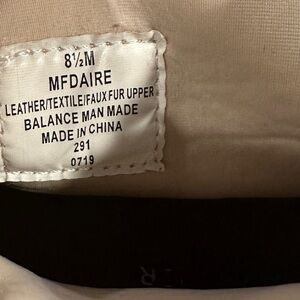 8½M
MFDAIRE
LEATHER/TEXTILE/FAUX FUR UPPER
BALANCE MAN MADE
MADE IN CHINA
291
0719
R